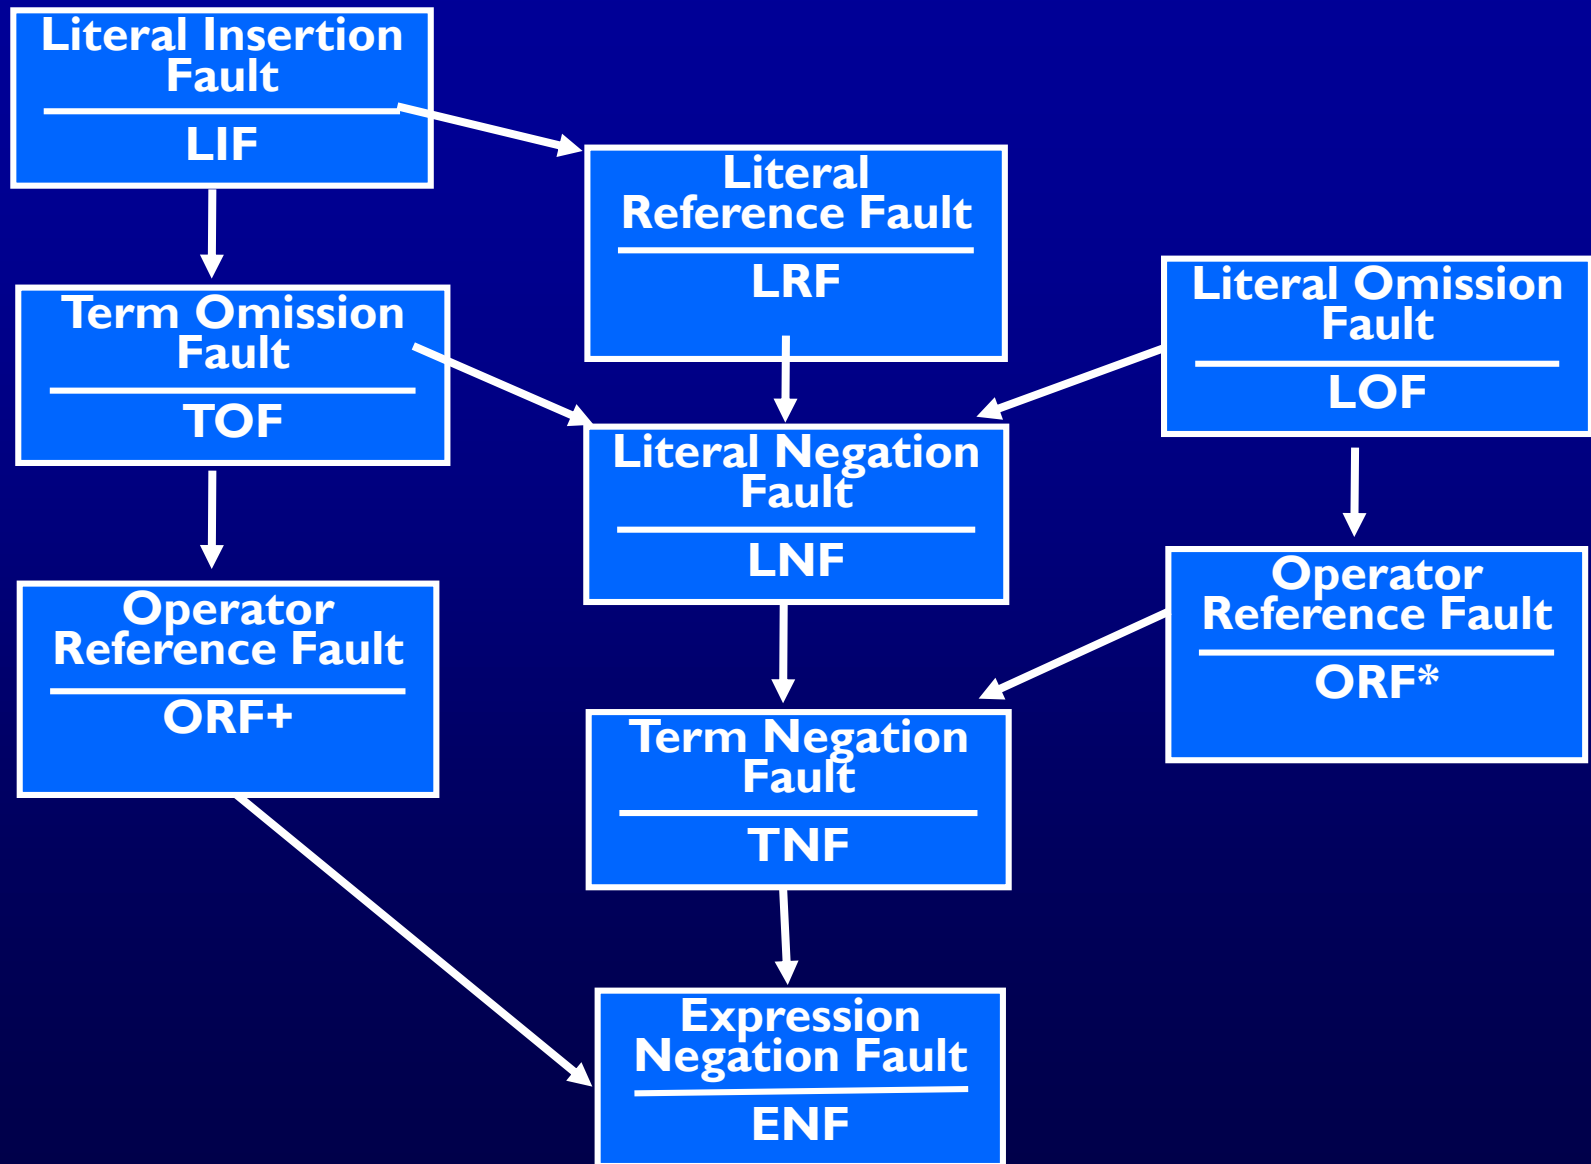 Literal Insertion
Fault
LIF
Literal
Reference Fault
LRF
Literal Omission
Fault
LOF
Term Omission
Fault
TOF
Literal Negation
Fault
LNF
Operator
Reference Fault
ORF*
Operator
Reference Fault
ORF+
Term Negation
Fault
TNF
Expression
Negation Fault
ENF